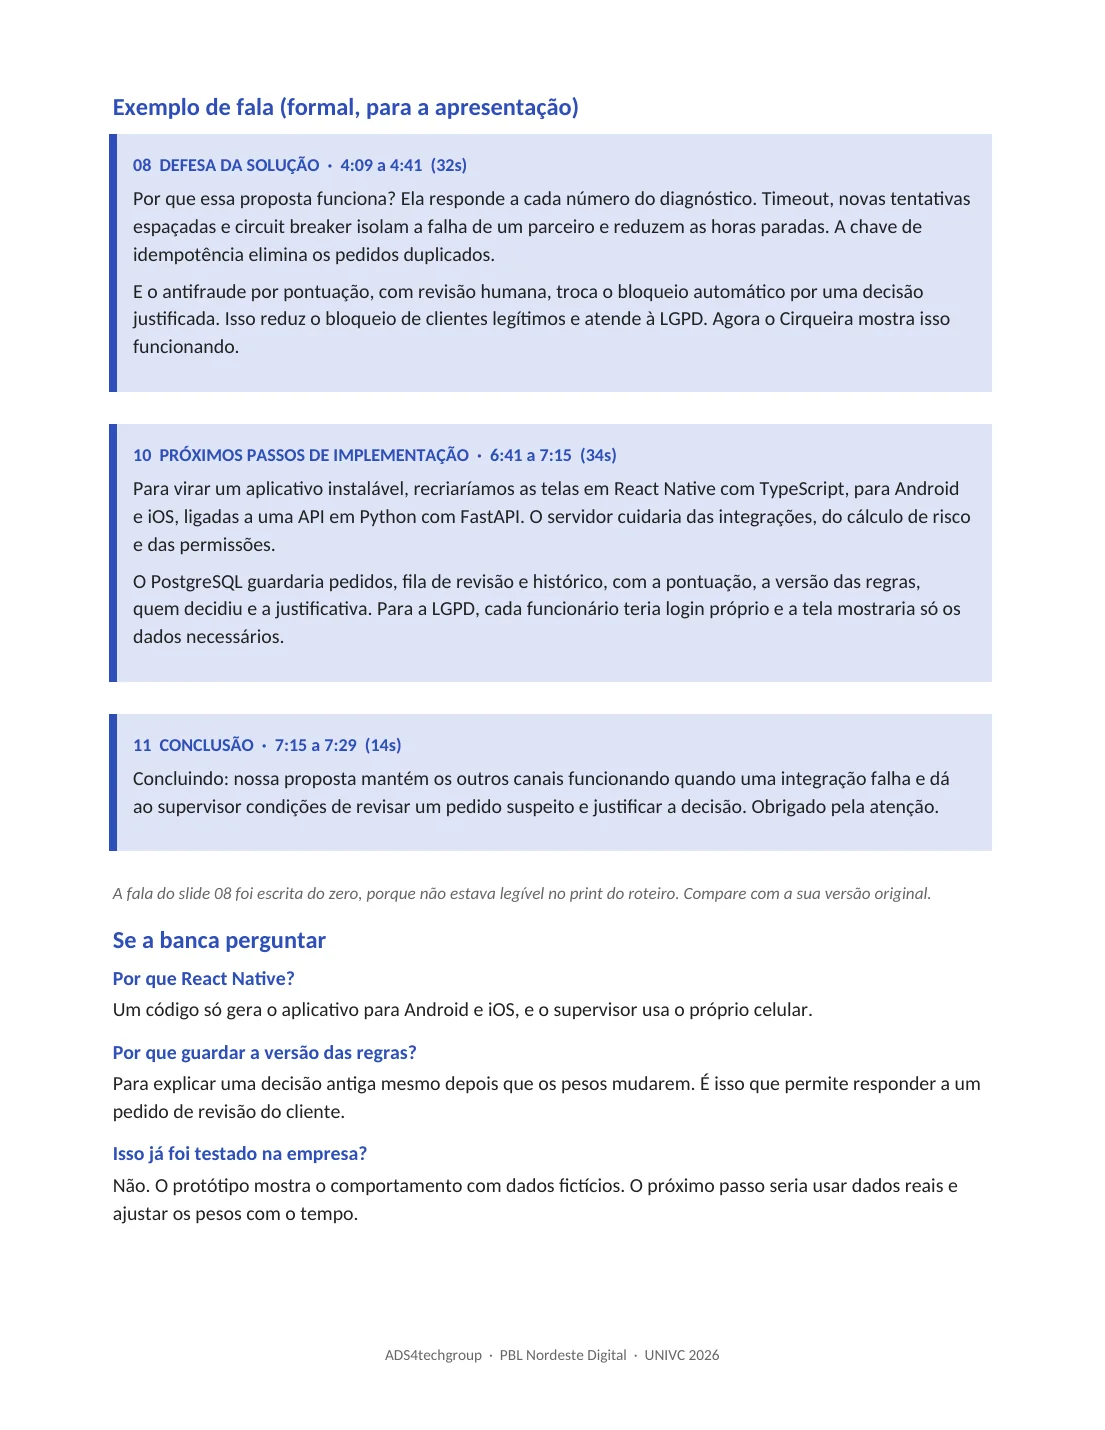 Exemplo de fala (formal, para a apresentação)
08 DEFESA DA SOLUÇÃO · 4:09 a 4:41 (32s)
Por que essa proposta funciona? Ela responde a cada número do diagnóstico. Timeout, novas tentativas
espaçadas e circuit breaker isolam a falha de um parceiro e reduzem as horas paradas. A chave de
idempotência elimina os pedidos duplicados.
E o antifraude por pontuação, com revisão humana, troca o bloqueio automático por uma decisão
justificada. Isso reduz o bloqueio de clientes legítimos e atende à LGPD. Agora o Cirqueira mostra isso
funcionando.
10 PRÓXIMOS PASSOS DE IMPLEMENTAÇÃO · 6:41 a 7:15 (34s)
Para virar um aplicativo instalável, recriaríamos as telas em React Native com TypeScript, para Android
e iOS, ligadas a uma API em Python com FastAPI. O servidor cuidaria das integrações, do cálculo de risco
e das permissões.
O PostgreSQL guardaria pedidos, fila de revisão e histórico, com a pontuação, a versão das regras,
quem decidiu e a justificativa. Para a LGPD, cada funcionário teria login próprio e a tela mostraria só os
dados necessários.
11 CONCLUSÃO · 7:15 a 7:29 (14s)
Concluindo: nossa proposta mantém os outros canais funcionando quando uma integração falha e dá
ao supervisor condições de revisar um pedido suspeito e justificar a decisão. Obrigado pela atenção.
A fala do slide 08 foi escrita do zero, porque não estava legível no print do roteiro. Compare com a sua versão original.
Se a banca perguntar
Por que React Native?
Um código só gera o aplicativo para Android e iOS, e o supervisor usa o próprio celular.
Por que guardar a versão das regras?
Para explicar uma decisão antiga mesmo depois que os pesos mudarem. É isso que permite responder a um
pedido de revisão do cliente.
Isso já foi testado na empresa?
Não. O protótipo mostra o comportamento com dados fictícios. O próximo passo seria usar dados reais e
ajustar os pesos com o tempo.
ADS4techgroup · PBL Nordeste Digital · UNIVC 2026